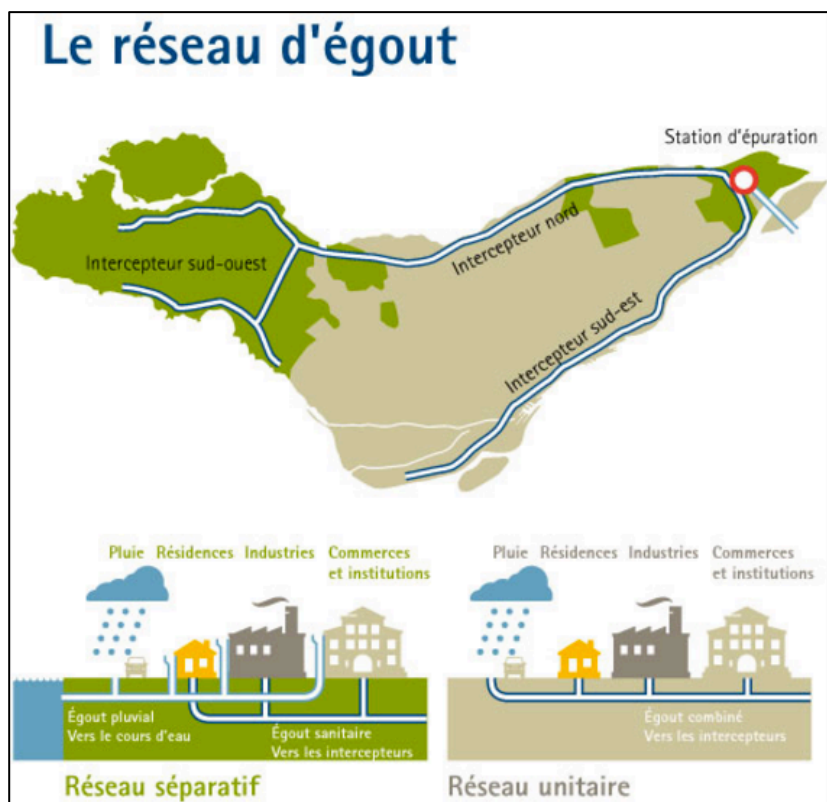 Le réseau d'égout
Station d'épuration
Intercepteur nord
Intercepteur sud-ouest
Intercepteur sud-est
Pluie Résidences Industries Commerces
et institutions
Égout pluvial
Vers le cours d'eau
Égout sanitaire
Vers les intercepteurs
Réseau séparatif
Pluie Résidences Industries Commerces
et institutions
Égout combiné
Vers les intercepteurs
Réseau unitaire